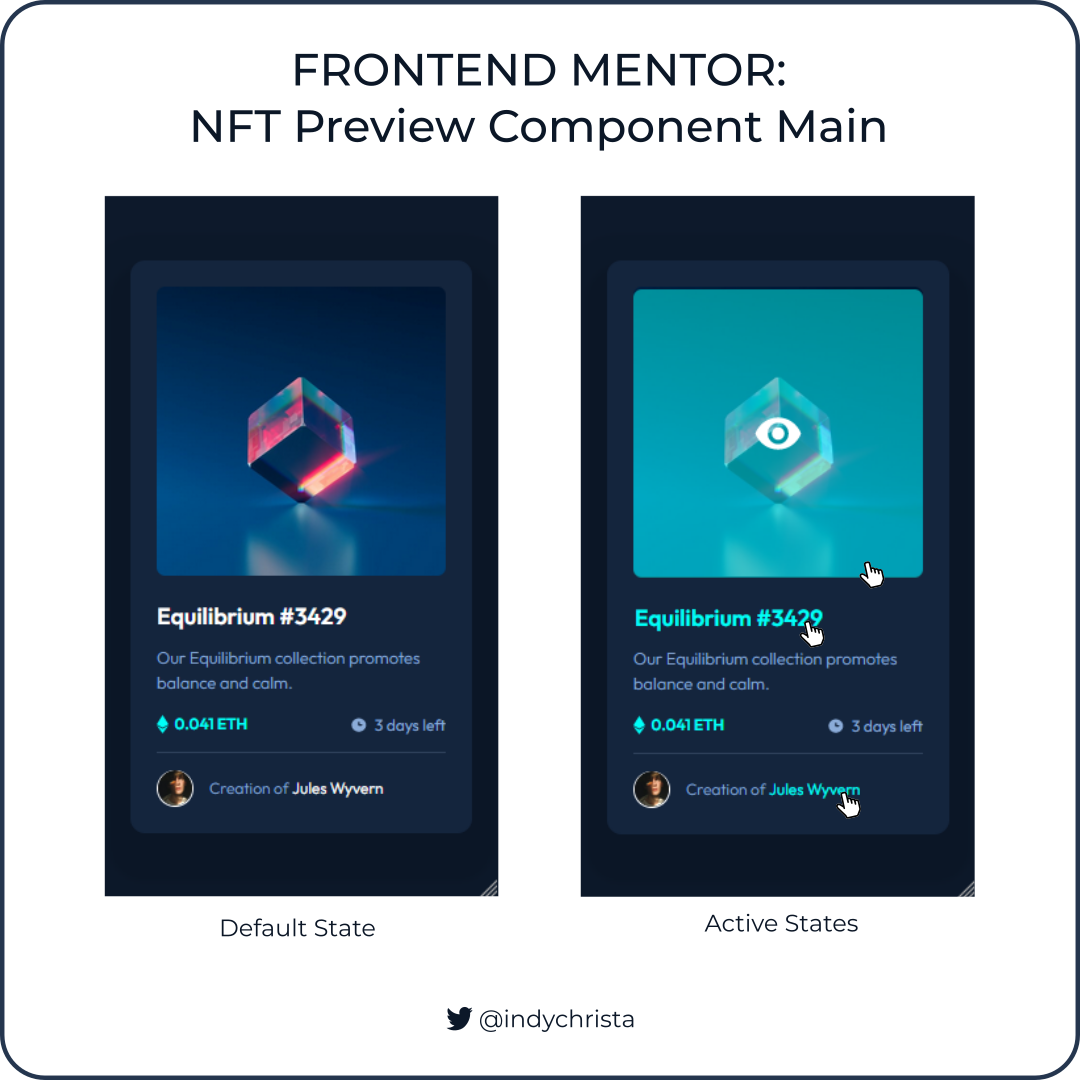 FRONTEND MENTOR:
NFT Preview Component Main
Equilibrium #3429
Our Equilibrium collection promotes
balance and calm.
0.041 ETH
3 days left
Creation of Jules Wyvern
Default State
Equilibrium #3429
Our Equilibrium collection promotes
balance and calm.
0.041 ETH
3 days left
Creation of Jules Wyvern
Active States
@indychrista